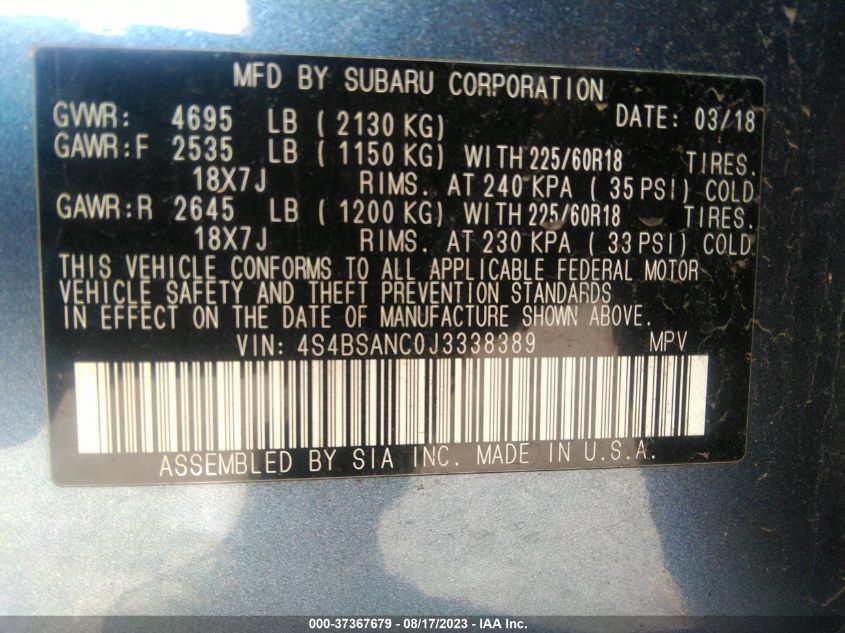 MFD BY SUBARU CORPORATION
GVWR: 4695 LB ( 2130 KG) DATE: 03/18
GAWR:F 2535 LB ( 1150 KG) WITH 225/60R18 TIRES.
18X7J RIMS. AT 240 KPA ( 35 PSI) COLD
GAWR:R 2645 LB ( 1200 KG) WITH 225/60R18 TIRES.
18X7J RIMS. AT 230 KPA ( 33 PSI) COLD
THIS VEHICLE CONFORMS TO ALL APPLICABLE FEDERAL MOTOR
VEHICLE SAFETY AND THEFT PREVENTION STANDARDS
IN EFFECT ON THE DATE OF MANUFACTURE SHOWN ABOVE.
VIN: 4S4BSANC0J3338389 MPV
ASSEMBLED BY SIA INC. MADE IN U.S.A.
000-37367679 - 08/17/2023 - IAA Inc.